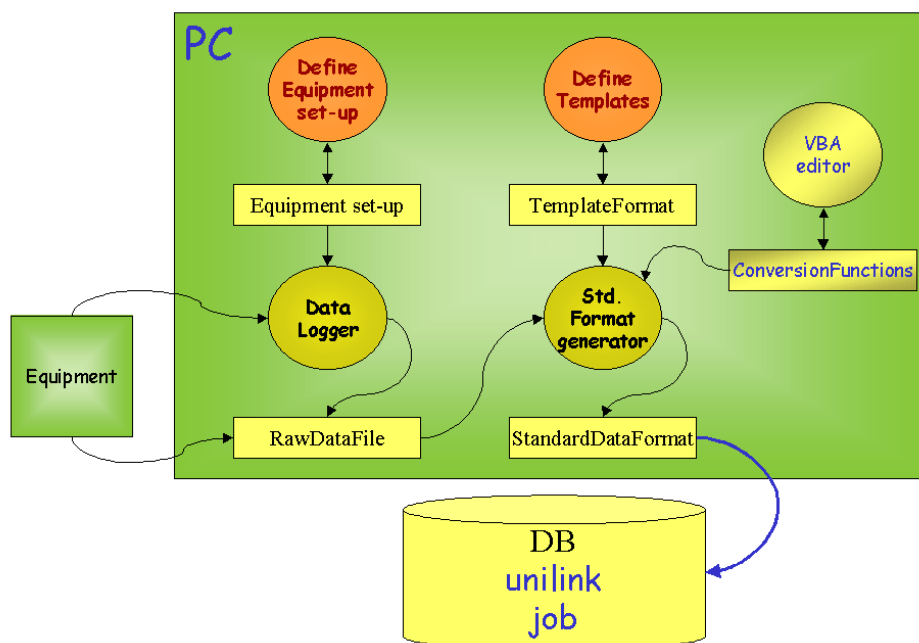 PC
Define
Equipment
set-up
Define
Templates
VBA
editor
Equipment set-up
TemplateFormat
ConversionFunctions
Data
Logger
Std.
Format
generator
Equipment
RawDataFile
StandardDataFormat
DB
unilink
job